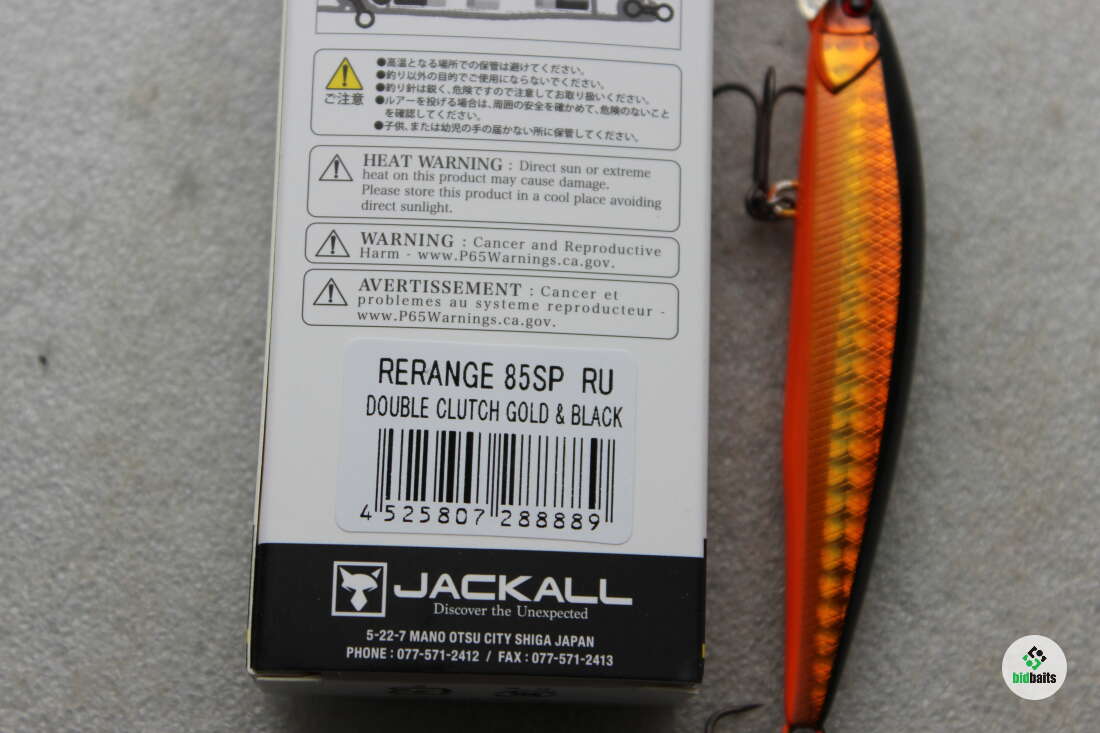 ●高温となる場所での保管は避けてください。
●釣り以外の目的でご使用にならないでください。
●釣り針は鋭く、危険ですので注意してお取り扱いください。
●ルアーを投げる場合は、周囲の安全を確かめて、危険のないこと
を確認してください。
●子供、または幼児の手の届かない所に保管してください。
ご注意
HEAT WARNING : Direct sun or extreme
heat on this product may cause damage.
Please store this product in a cool place avoiding
direct sunlight.
WARNING : Cancer and Reproductive
Harm - www.P65Warnings.ca.gov.
AVERTISSEMENT : Cancer et
problemes au systeme reproducteur -
www.P65Warnings.ca.gov.
RERANGE 85SP RU
DOUBLE CLUTCH GOLD & BLACK
4 525807 288889
JACKALL
Discover the Unexpected
5-22-7 MANO OTSU CITY SHIGA JAPAN
PHONE : 077-571-2412 / FAX : 077-571-2413
bidbaits